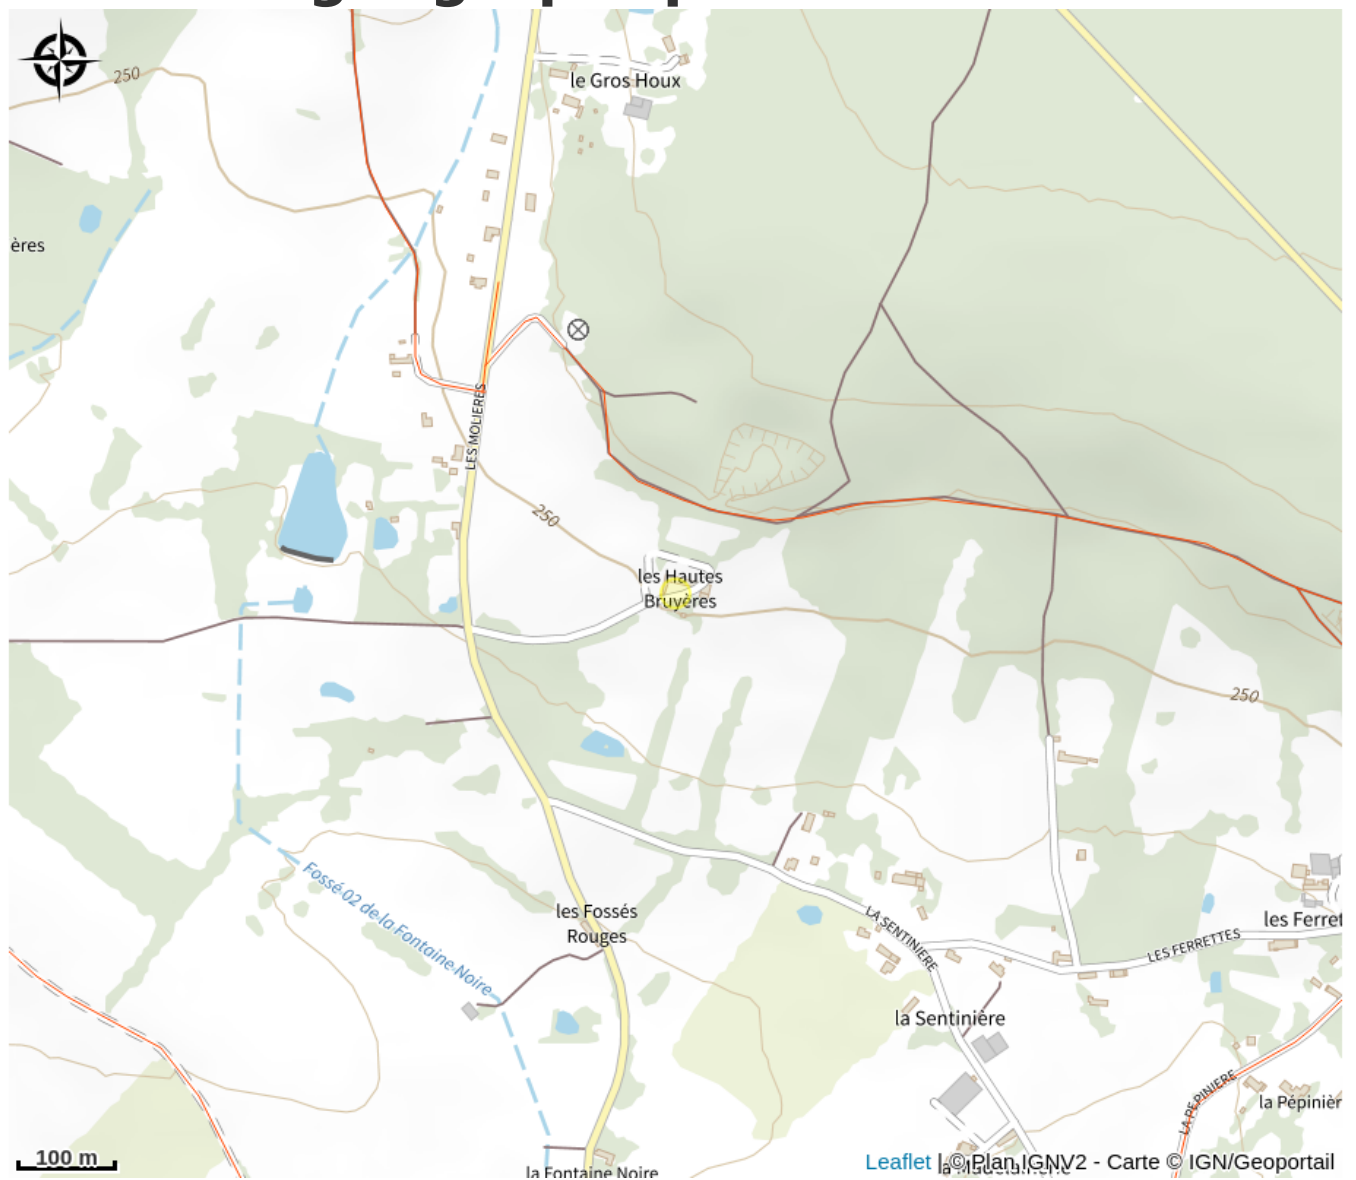 250
le Gros Houx
ères
LES MOLIERES
250
les Hautes
Bruyères
250
Fossé 02 de la Fontaine Noire
les Fossés
Rouges
LA SENTINIERE
LES FERRETTES
les Ferret
la Sentinière
LA PEPINIERE
la Pépinièr
100 m
la Fontaine Noire
Leaflet | © Plan IGNV2 - Carte © IGN/Geoportail